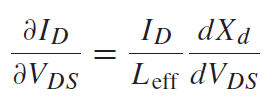 ∂I_D/∂V_DS = I_D/L_eff dX_d/dV_DS